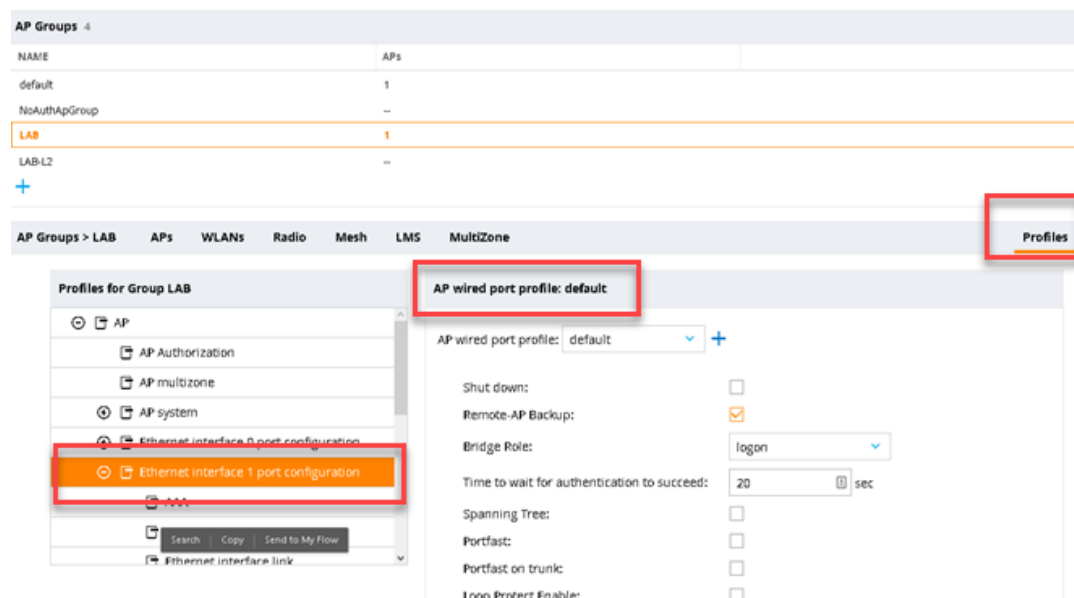 AP Groups 4
NAME APs
default 1
NoAuthApGroup --
LAB 1
LAB-L2 --
AP Groups > LAB APs WLANs Radio Mesh LMS MultiZone Profiles
Profiles for Group LAB
AP
AP Authorization
AP multizone
AP system
Ethernet interface 0 port configuration
Ethernet interface 1 port configuration
AAA
Search Copy Send to My Flow
Ethernet interface link
AP wired port profile: default
AP wired port profile: default
Shut down:
Remote-AP Backup:
Bridge Role: logon
Time to wait for authentication to succeed: 20 sec
Spanning Tree:
Portfast:
Portfast on trunk:
Loop Protect Enable: